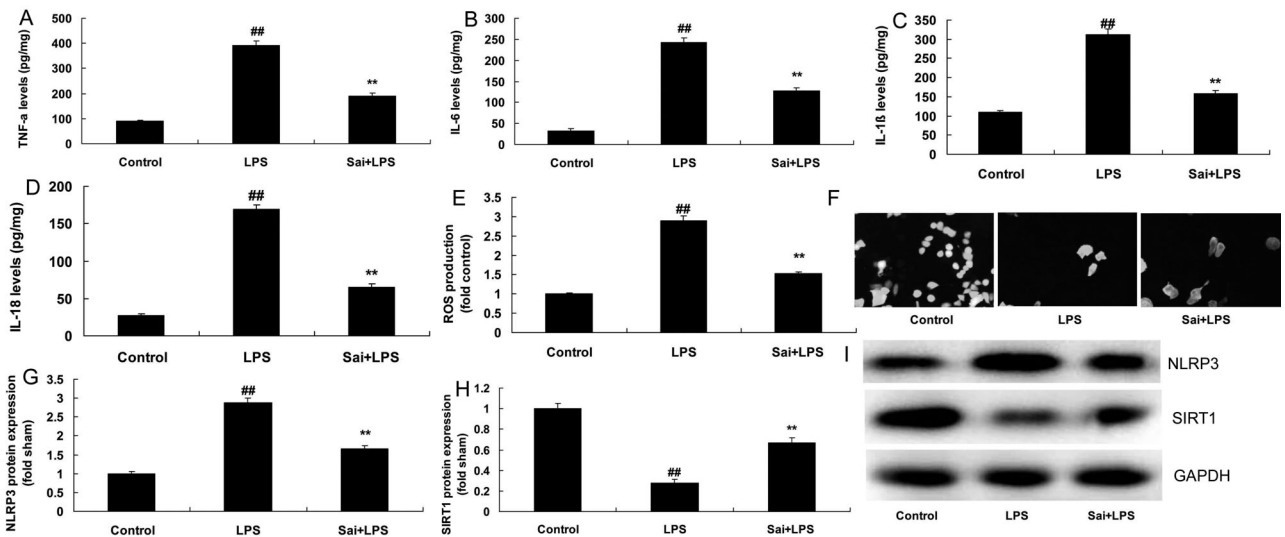 A
TNF-a levels (pg/mg)
500
400
300
200
100
0
##
**
Control LPS Sai+LPS
B
IL-6 levels (pg/mg)
300
250
200
150
100
50
0
##
**
Control LPS Sai+LPS
C
IL-1ß levels (pg/mg)
350
300
250
200
150
100
50
0
##
**
Control LPS Sai+LPS
D
IL-18 levels (pg/mg)
200
150
100
50
0
##
**
Control LPS Sai+LPS
E
ROS production
(fold control)
3.5
3
2.5
2
1.5
1
0.5
0
##
**
Control LPS Sai+LPS
F
Control LPS Sai+LPS
G
NLRP3 protein expression
(fold sham)
3.5
3
2.5
2
1.5
1
0.5
0
##
**
Control LPS Sai+LPS
H
SIRT1 protein expression
(fold sham)
1.2
1
0.8
0.6
0.4
0.2
0
##
**
Control LPS Sai+LPS
I
NLRP3
SIRT1
GAPDH
Control LPS Sai+LPS